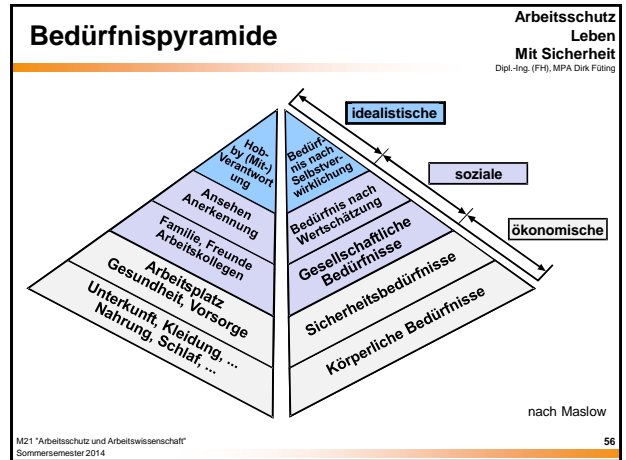 Bedürfnispyramide
Arbeitsschutz
Leben
Mit Sicherheit
Dipl.-Ing. (FH), MPA Dirk Füting
idealistische
soziale
ökonomische
Hob-
by (Mit-)
Verantwort
ung
Bedürf-
nis nach
Selbstver-
wirklichung
Ansehen
Anerkennung
Bedürfnis nach
Wertschätzung
Familie, Freunde
Arbeitskollegen
Gesellschaftliche
Bedürfnisse
Arbeitsplatz
Gesundheit, Vorsorge
Sicherheitsbedürfnisse
Unterkunft, Kleidung, ...
Nahrung, Schlaf, ...
Körperliche Bedürfnisse
nach Maslow
M21 "Arbeitsschutz und Arbeitswissenschaft"
Sommersemester 2014
56